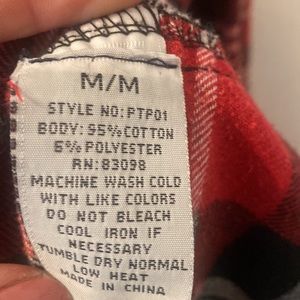 M/M
STYLE NO:PTP01
BODY: 95%COTTON
6% POLYESTER
RN:83098
MACHINE WASH COLD
WITH LIKE COLORS
DO NOT BLEACH
COOL IRON IF
NECESSARY
TUMBLE DRY NORMAL
LOW HEAT
MADE IN CHINA